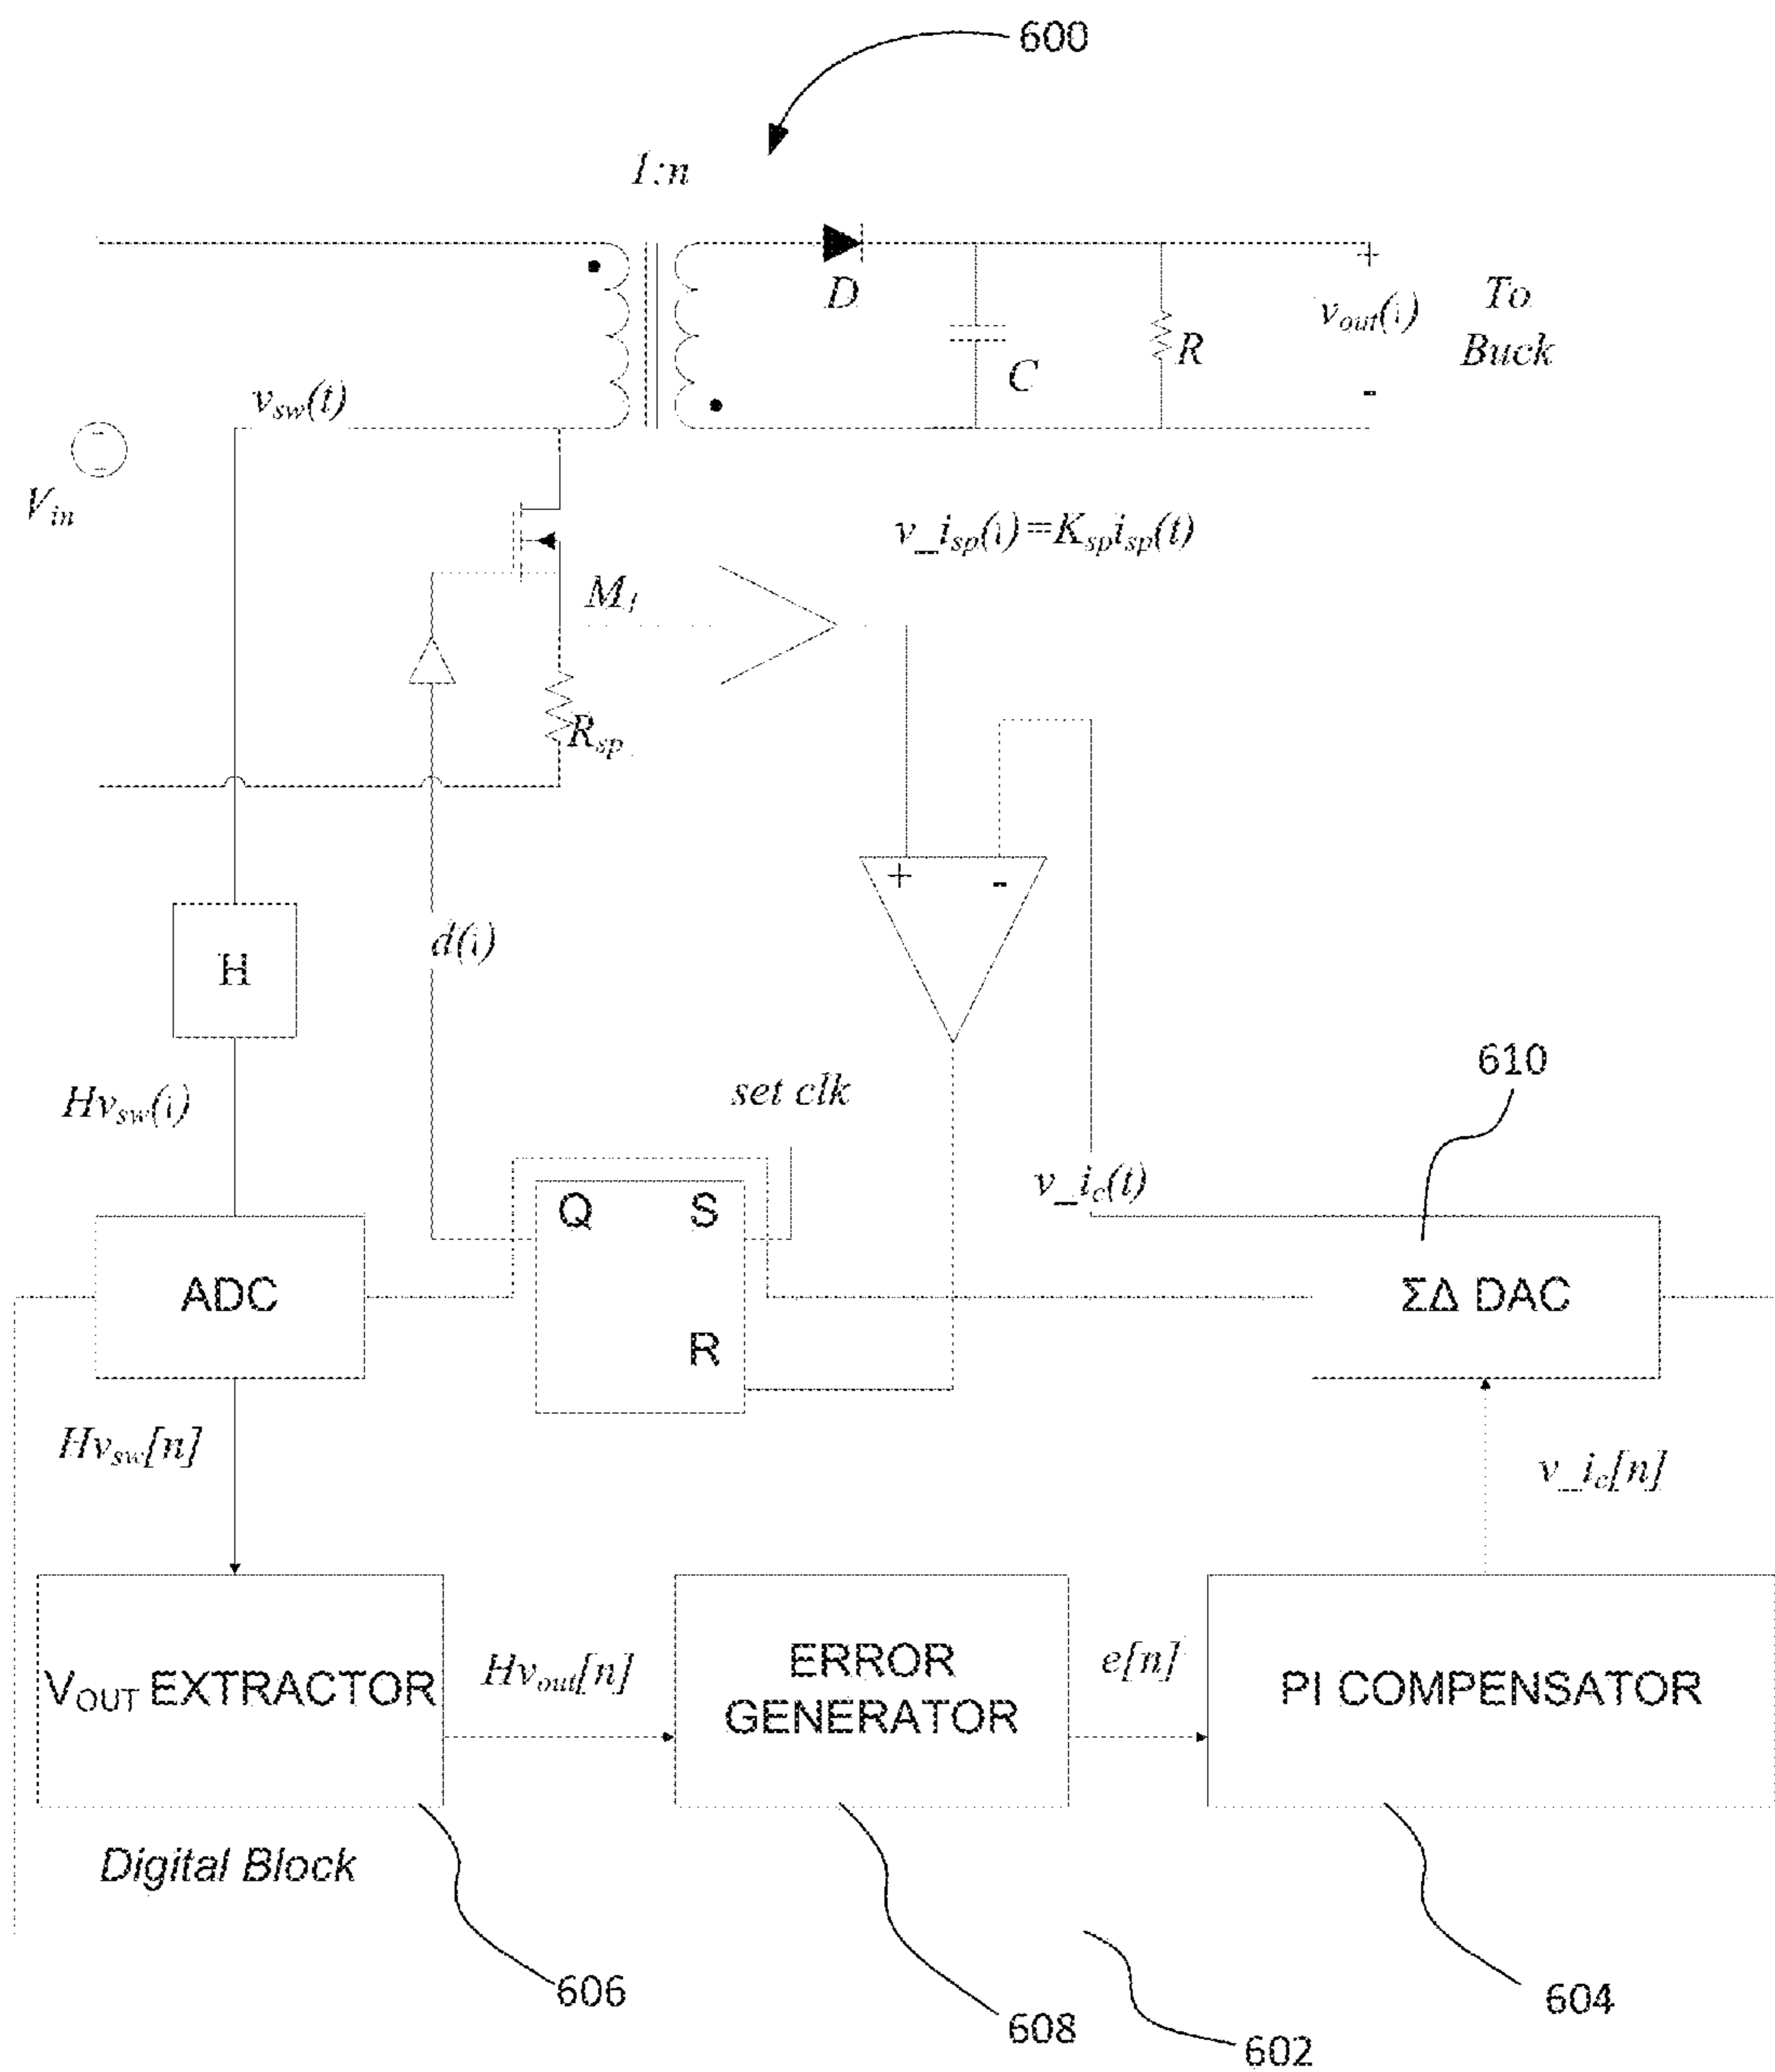 600
1:n
D
C
R
+
v_out(t)
-
To
Buck
v_sw(t)
V_in
v_i_sp(t)=K_sp i_sp(t)
M_1
R_sp
+ -
d(t)
H
610
set clk
Hv_sw(t)
v_i_c(t)
Q S
R
ADC
ΣΔ DAC
Hv_sw[n]
v_i_c[n]
V_OUT EXTRACTOR
Hv_out[n]
ERROR
GENERATOR
e[n]
PI COMPENSATOR
Digital Block
606
608
602
604